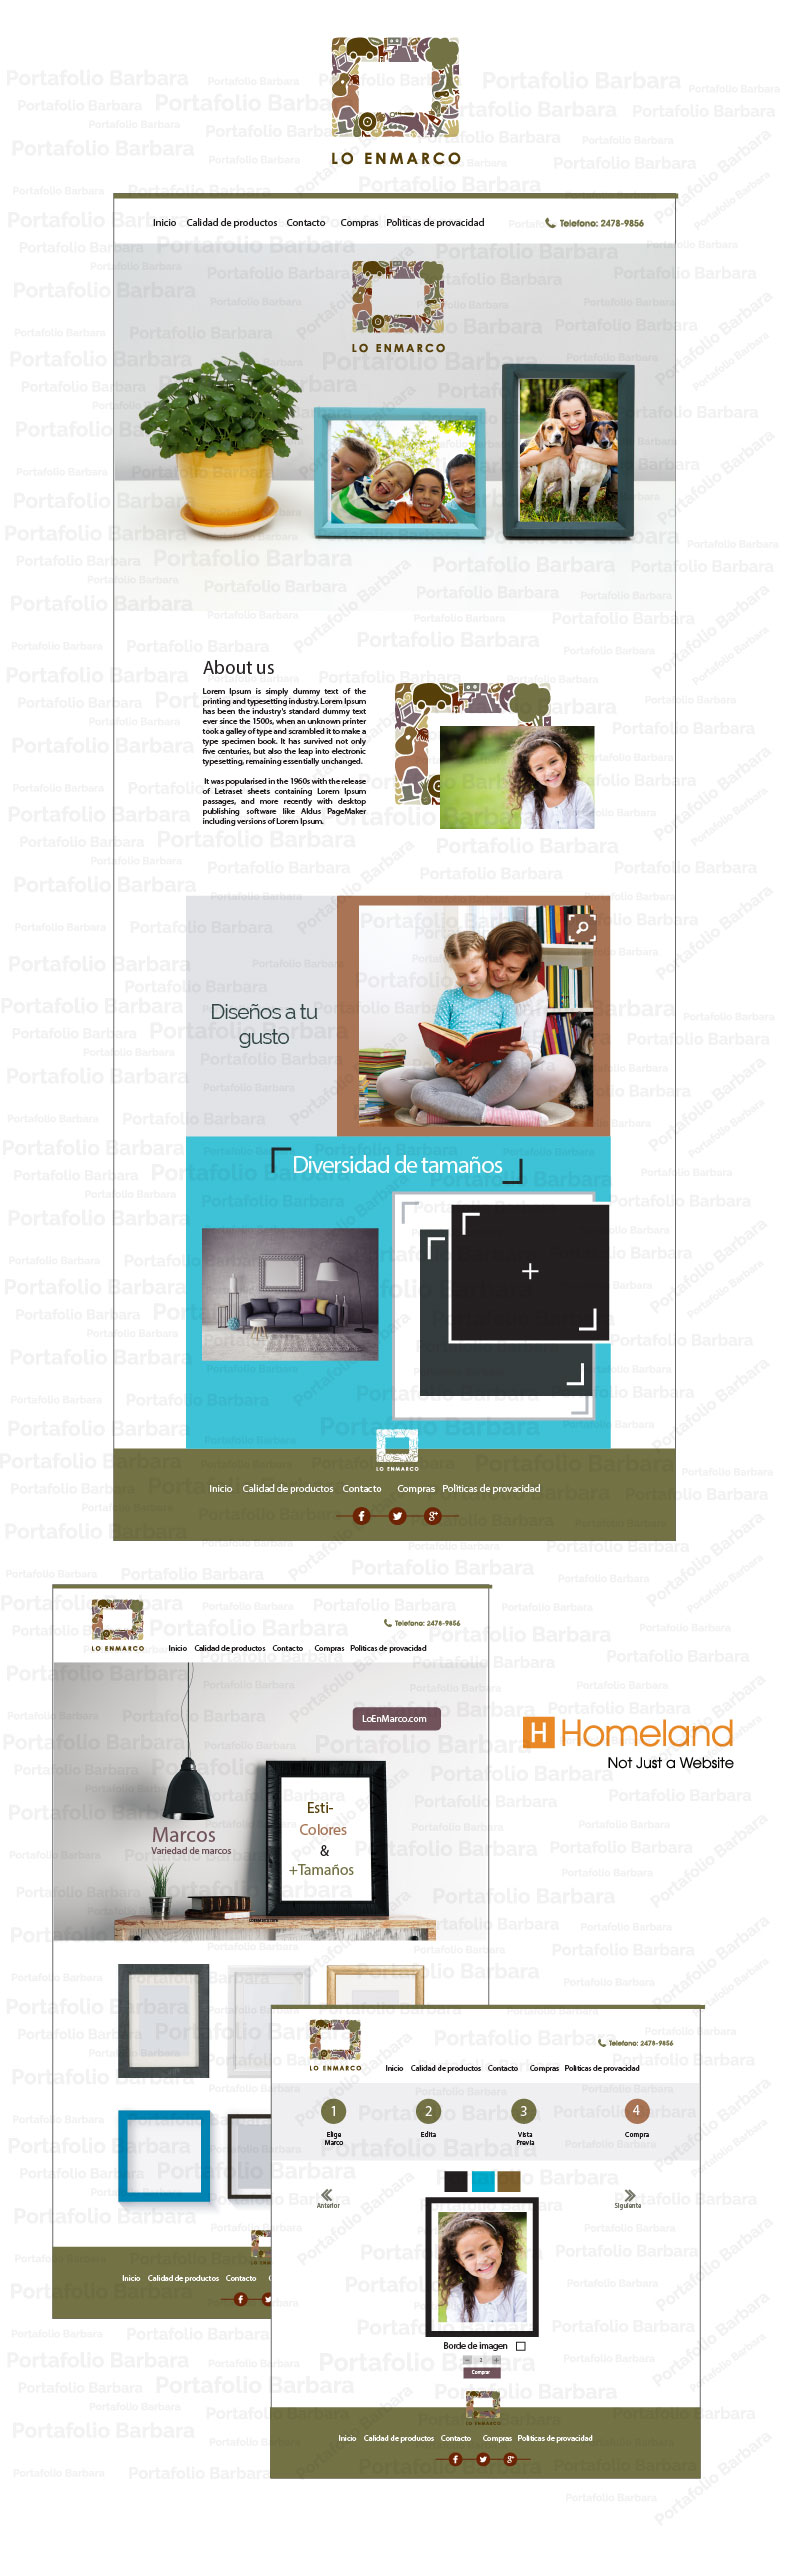 LO ENMARCO
Inicio Calidad de productos Contacto Compras Políticas de provacidad Telefono: 2478-9856
LO ENMARCO
About us
Lorem Ipsum is simply dummy text of the
printing and typesetting industry. Lorem Ipsum
has been the industry's standard dummy text
ever since the 1500s, when an unknown printer
took a galley of type and scrambled it to make a
type specimen book. It has survived not only
five centuries, but also the leap into electronic
typesetting, remaining essentially unchanged.
It was popularised in the 1960s with the release
of Letraset sheets containing Lorem Ipsum
passages, and more recently with desktop
publishing software like Aldus PageMaker
including versions of Lorem Ipsum.
Diseños a tu
gusto
Diversidad de tamaños
LO ENMARCO
Inicio Calidad de productos Contacto Compras Políticas de provacidad
LO ENMARCO
Telefono: 2478-9856
Inicio Calidad de productos Contacto Compras Políticas de provacidad
LoEnMarco.com
Marcos
Variedad de marcos
Esti-
Colores
&
+Tamaños
Homeland
Not Just a Website
Inicio Calidad de productos Contacto
LO ENMARCO
Telefono: 2478-9856
Inicio Calidad de productos Contacto Compras Políticas de provacidad
1 2 3 4
Elige
Marco
Edita
Vista
Previa
Compra
Anterior
Siguiente
Borde de imagen
Comprar
LO ENMARCO
Inicio Calidad de productos Contacto Compras Políticas de provacidad
Portafolio Barbara